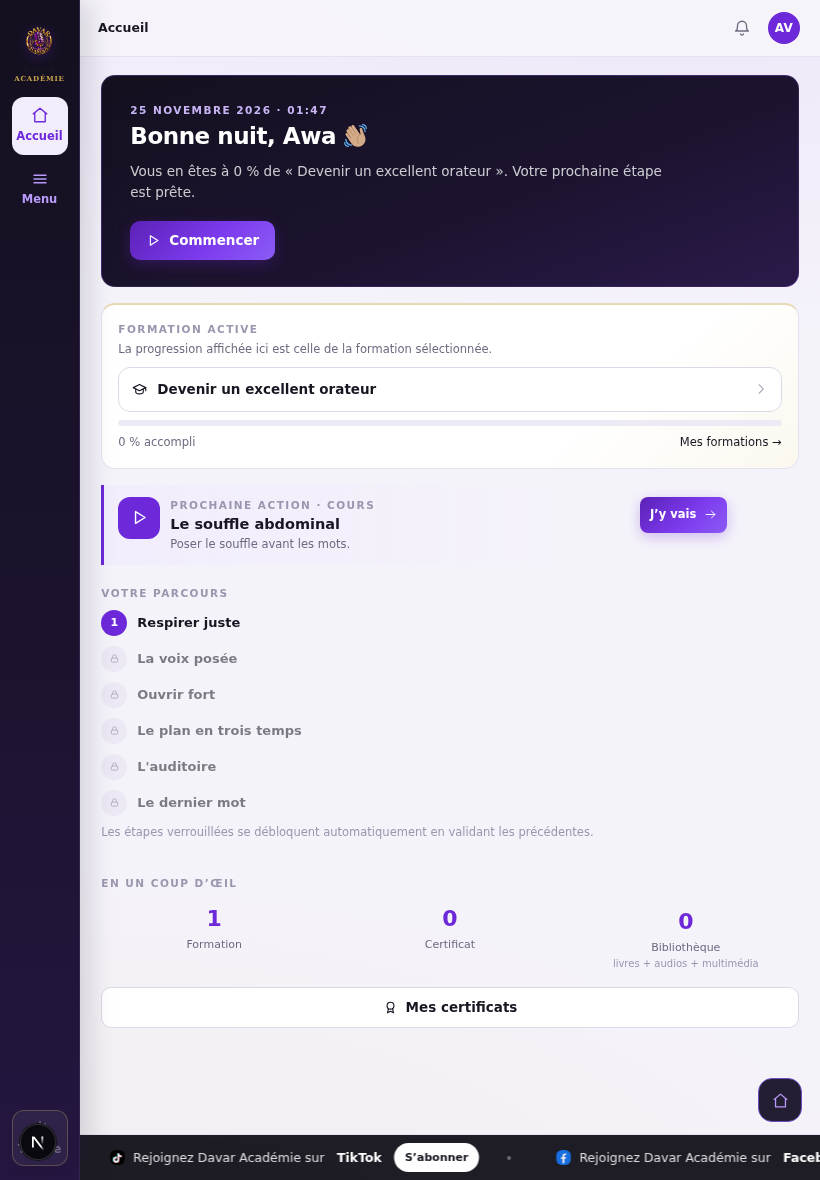 ACADÉMIE
Accueil
Menu
Accueil
AV
25 NOVEMBRE 2026 · 01:47
Bonne nuit, Awa 👋🏽
Vous en êtes à 0 % de « Devenir un excellent orateur ». Votre prochaine étape
est prête.
Commencer
FORMATION ACTIVE
La progression affichée ici est celle de la formation sélectionnée.
Devenir un excellent orateur
0 % accompli
Mes formations →
PROCHAINE ACTION · COURS
Le souffle abdominal
Poser le souffle avant les mots.
J’y vais →
VOTRE PARCOURS
1 Respirer juste
La voix posée
Ouvrir fort
Le plan en trois temps
L'auditoire
Le dernier mot
Les étapes verrouillées se débloquent automatiquement en validant les précédentes.
EN UN COUP D’ŒIL
1
Formation
0
Certificat
0
Bibliothèque
livres + audios + multimédia
Mes certificats
N
Rejoignez Davar Académie sur TikTok S’abonner • Rejoignez Davar Académie sur Faceb